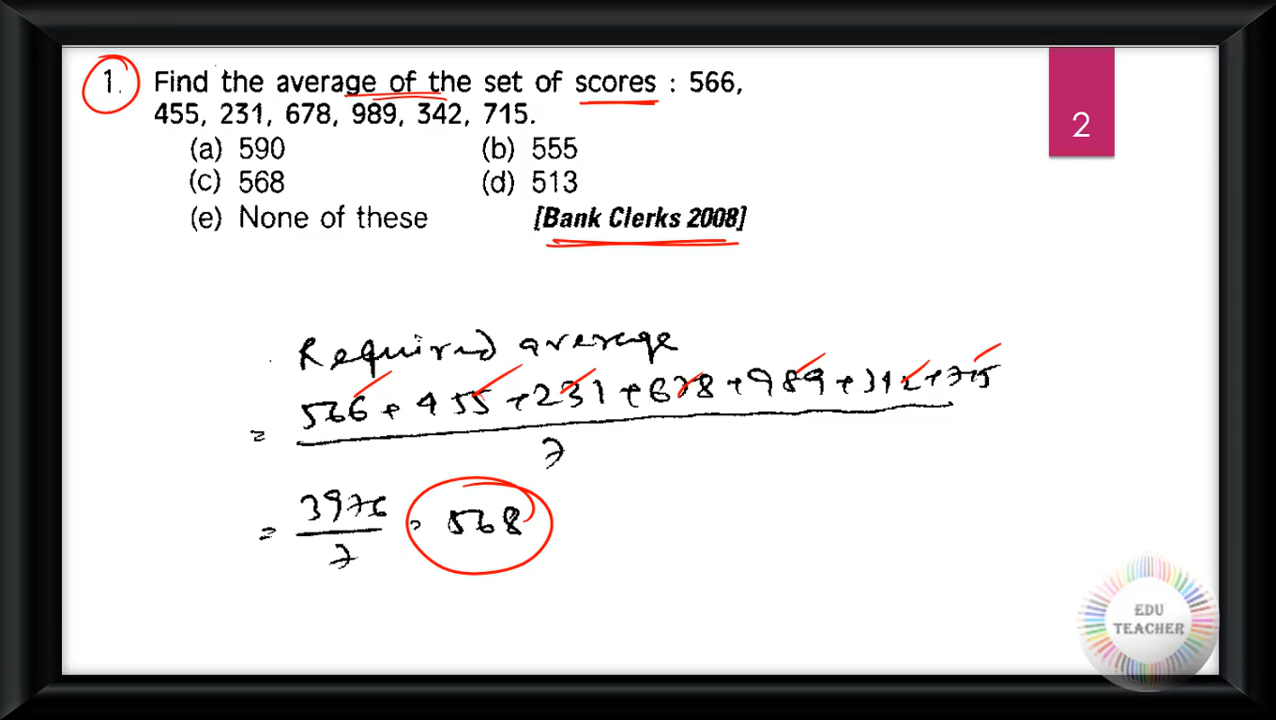 1. Find the average of the set of scores : 566,
455, 231, 678, 989, 342, 715.
(a) 590 (b) 555
(c) 568 (d) 513
(e) None of these [Bank Clerks 2008]
2
Required average
= 566 + 455 + 231 + 678 + 989 + 342 + 715
7
= 3976 = 568
7
EDU
TEACHER